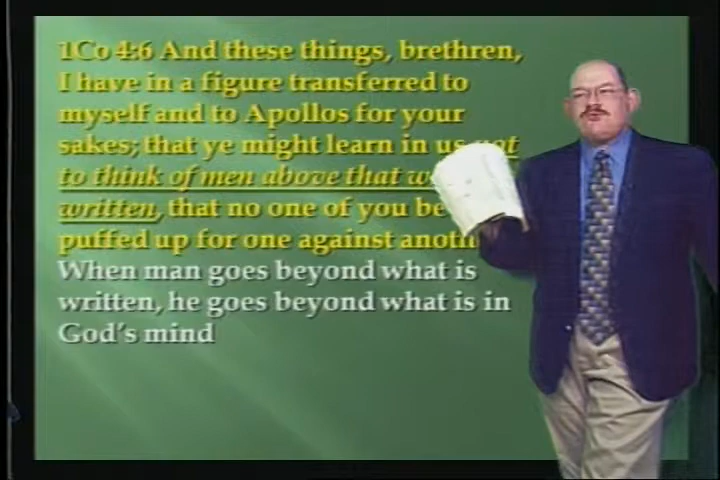 1Co 4:6 And these things, brethren,
I have in a figure transferred to
myself and to Apollos for your
sakes; that ye might learn in us not
to think of men above that
written, that no one of you be
puffed up for one against
When man goes beyond what is
written, he goes beyond what is in
God's mind